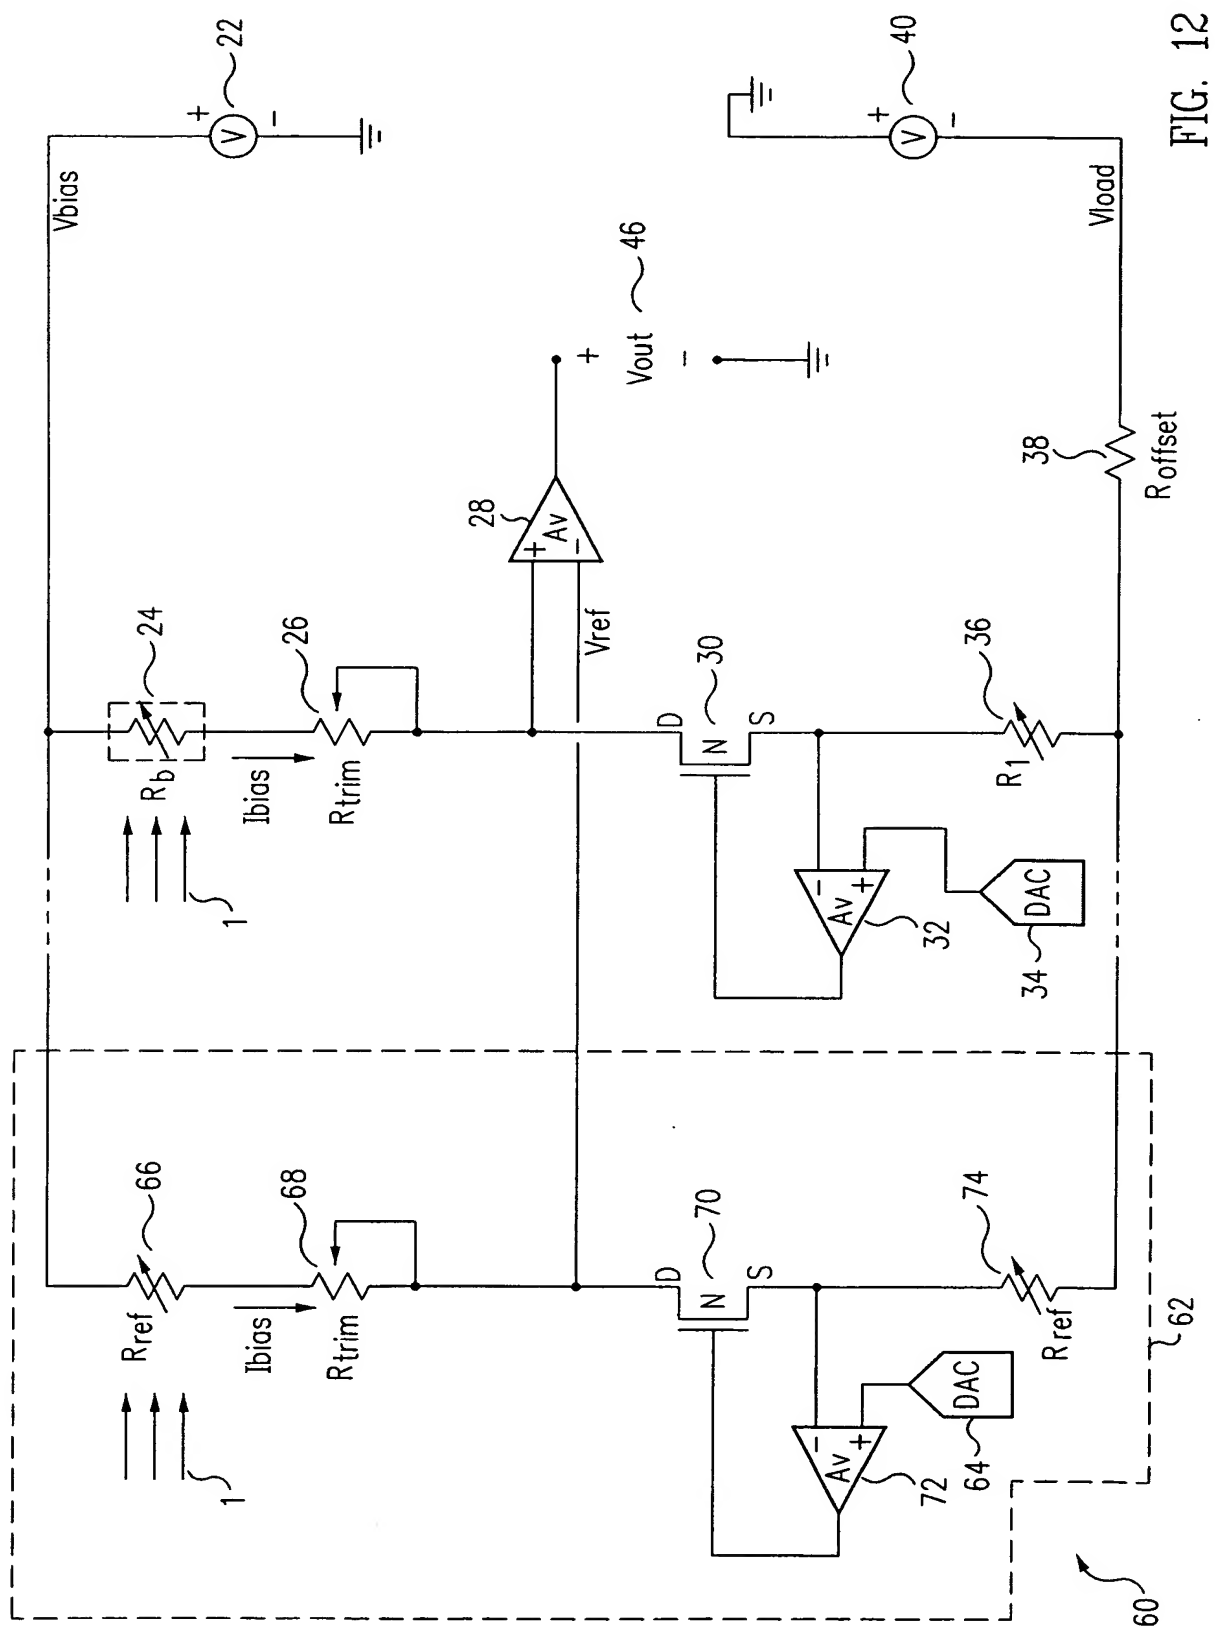 60
62
1
Rref
66
Ibias
Rtrim
68
D
N
S
70
-
+
Av
72
DAC
64
Rref
74
1
Rb
24
Ibias
Rtrim
26
D
N
S
30
-
+
Av
32
DAC
34
R1
36
Vref
+
-
Av
28
+
Vout
-
46
Roffset
38
Vbias
+
V
-
22
Vload
+
V
-
40
FIG. 12